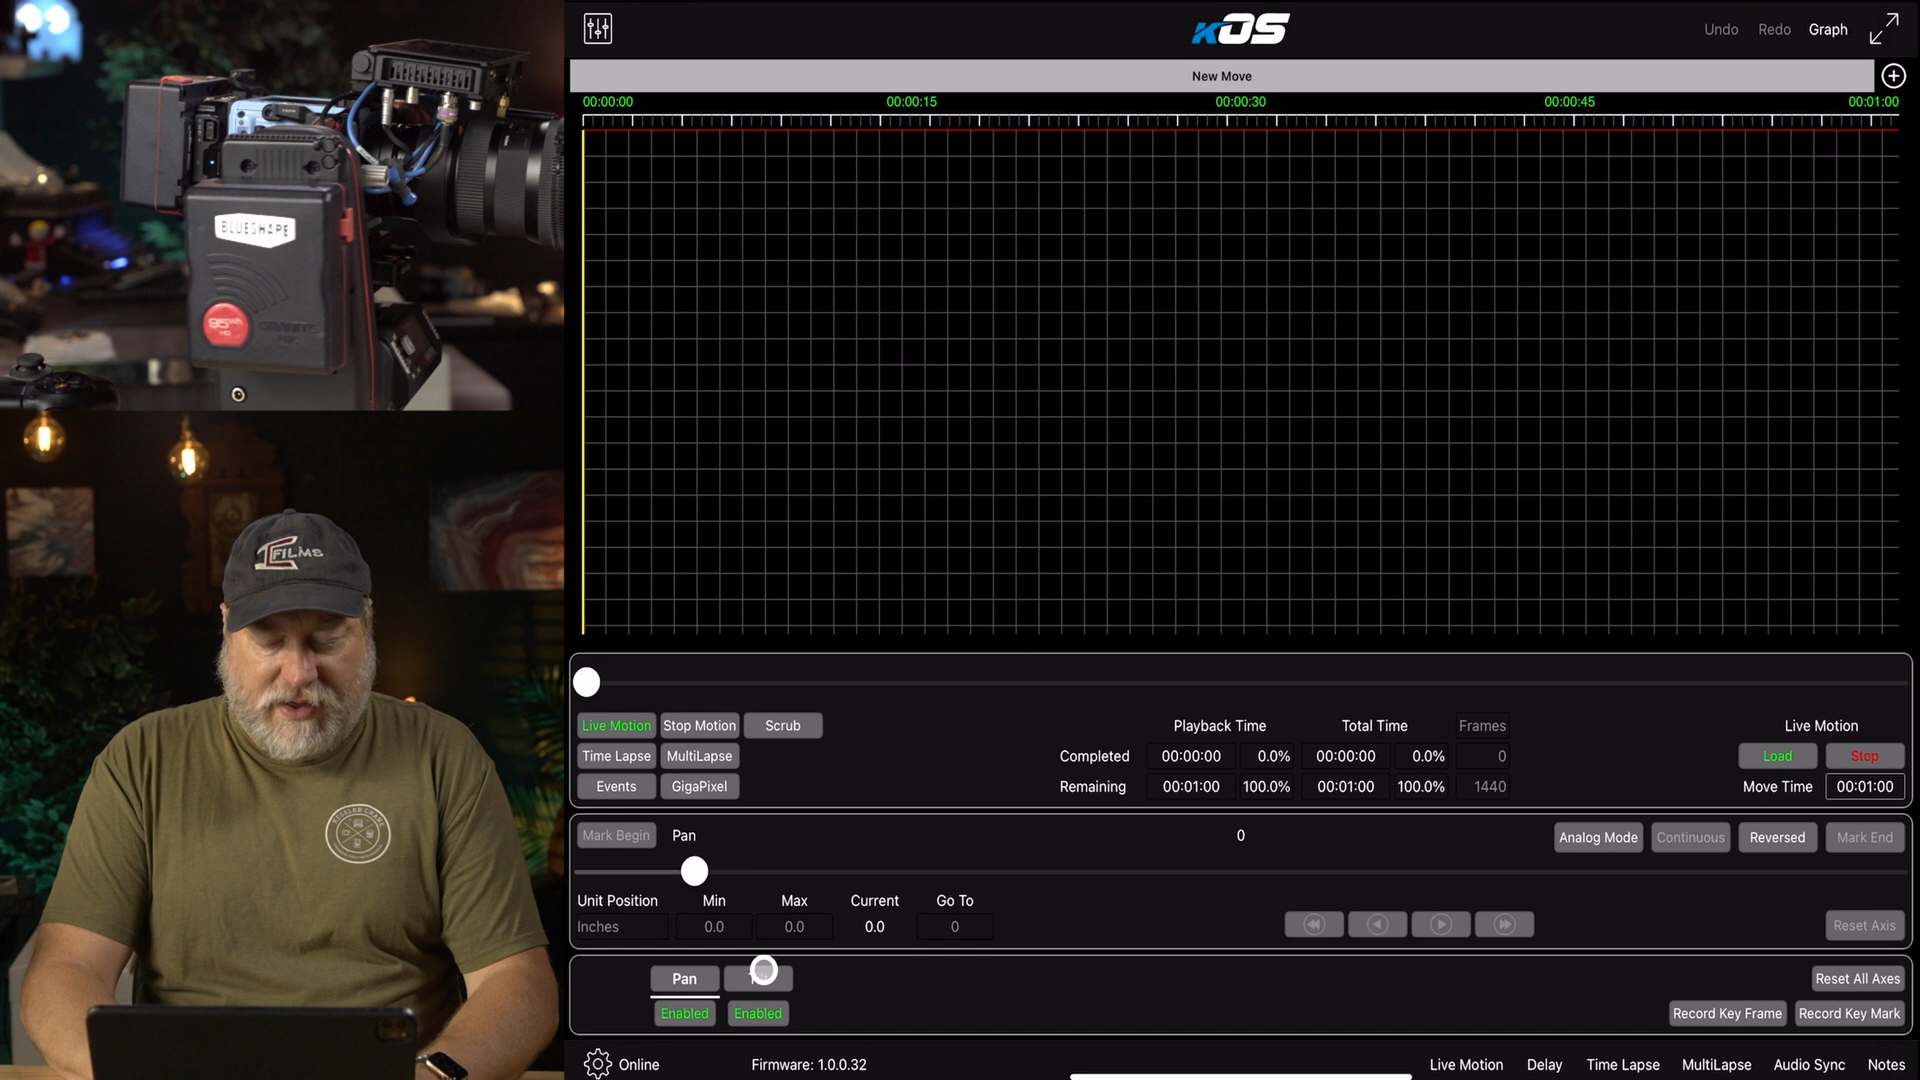 BLUESHAPE
95Wh
GRANITE
FILMS
KESSLER CRANE
kOS
Undo
Redo
Graph
New Move
00:00:00
00:00:15
00:00:30
00:00:45
00:01:00
Live Motion
Stop Motion
Scrub
Time Lapse
MultiLapse
Events
GigaPixel
Playback Time
Total Time
Frames
Completed
00:00:00
0.0%
00:00:00
0.0%
0
Remaining
00:01:00
100.0%
00:01:00
100.0%
1440
Live Motion
Load
Stop
Move Time
00:01:00
Mark Begin
Pan
0
Analog Mode
Continuous
Reversed
Mark End
Unit Position
Min
Max
Current
Go To
Inches
0.0
0.0
0.0
0
Reset Axis
Pan
Enabled
Enabled
Reset All Axes
Record Key Frame
Record Key Mark
Online
Firmware: 1.0.0.32
Live Motion
Delay
Time Lapse
MultiLapse
Audio Sync
Notes